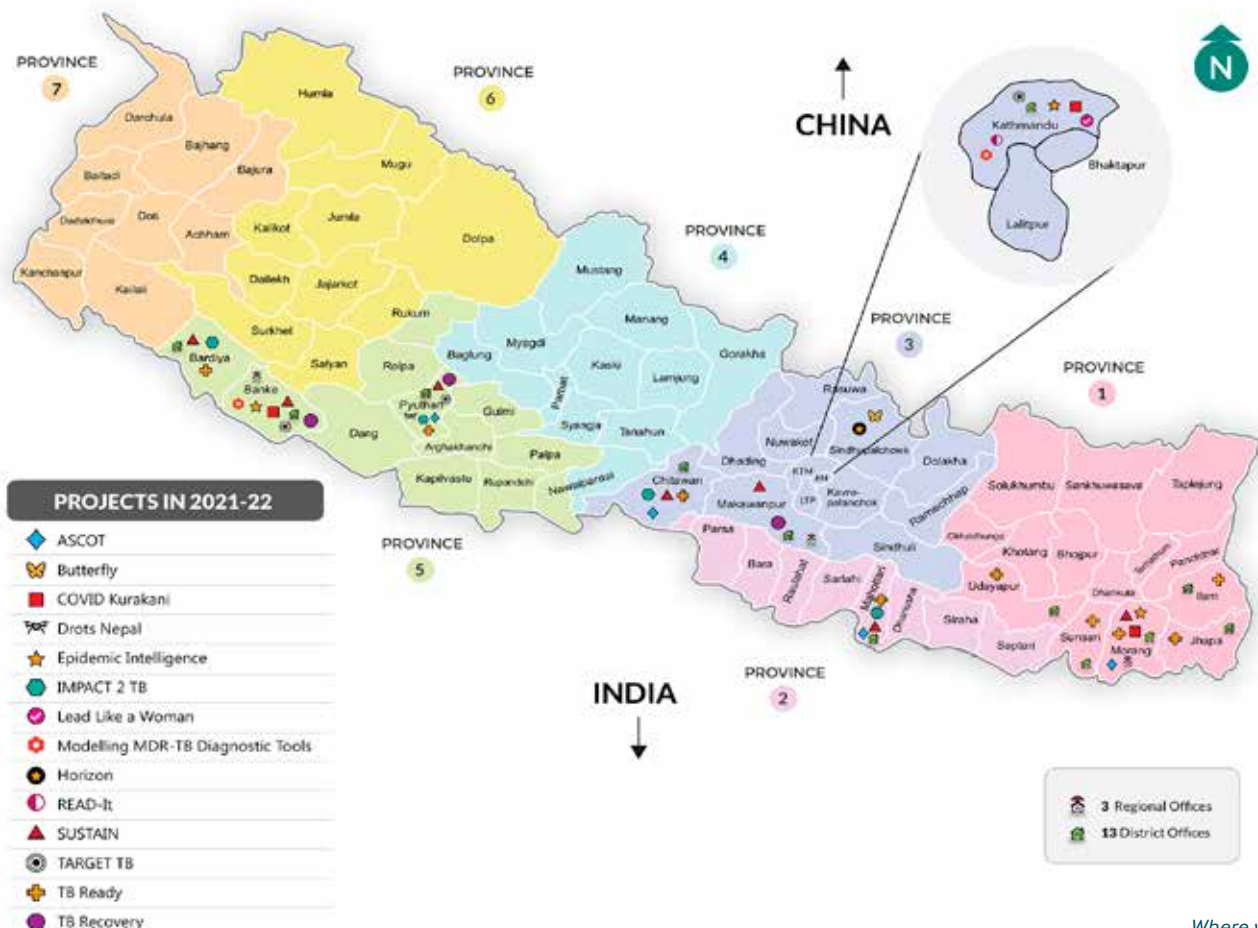 PROVINCE
7
PROVINCE
6
CHINA
N
PROVINCE
4
PROVINCE
3
PROVINCE
1
PROVINCE
5
PROVINCE
2
INDIA
Darchula
Bajhang
Bajura
Baitadi
Doti
Achham
Kanchanpur
Kailali
Humla
Mugu
Jumla
Kalikot
Dolpa
Dailekh
Jajarkot
Surkhet
Salyan
Rukum
Rolpa
Bardiya
Banke
Dang
Pyuthan
Gulmi
Arghakhanchi
Palpa
Kapilvastu
Rupandehi
Nawalparasi
Mustang
Manang
Myagdi
Baglung
Kaski
Lamjung
Gorakha
Parbat
Syangja
Tanahun
Rasuwa
Nuwakot
Sindhupalchowk
Dhading
Dolakha
KTM
LTP
Kavre-
palanchok
Chitawan
Makawanpur
Ramechhap
Sindhuli
Parsa
Bara
Rautahat
Sarlahi
Mahottari
Dhanusha
Siraha
Saptari
Solukhumbu
Sankhuwasava
Taplejung
Okhaldhunga
Khotang
Bhojpur
Panchthar
Udayapur
Dhankuta
Ilam
Sunsari
Morang
Jhapa
Kathmandu
Bhaktapur
Lalitpur
PROJECTS IN 2021-22
ASCOT
Butterfly
COVID Kurakani
Drots Nepal
Epidemic Intelligence
IMPACT 2 TB
Lead Like a Woman
Modelling MDR-TB Diagnostic Tools
Horizon
READ-It
SUSTAIN
TARGET TB
TB Ready
TB Recovery
3 Regional Offices
13 District Offices